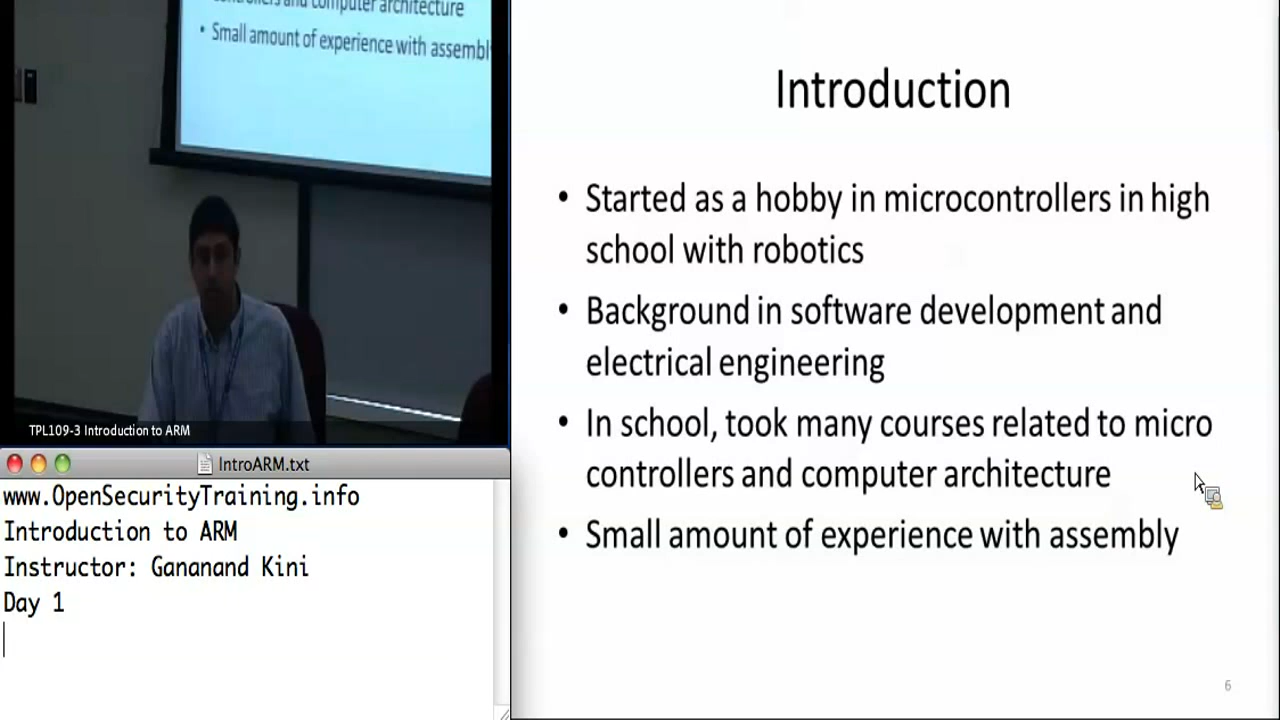 controllers and computer architecture
• Small amount of experience with assembly
TPL109-3 Introduction to ARM
IntroARM.txt
www.OpenSecurityTraining.info
Introduction to ARM
Instructor: Gananand Kini
Day 1
Introduction
• Started as a hobby in microcontrollers in high
school with robotics
• Background in software development and
electrical engineering
• In school, took many courses related to micro
controllers and computer architecture
• Small amount of experience with assembly
6